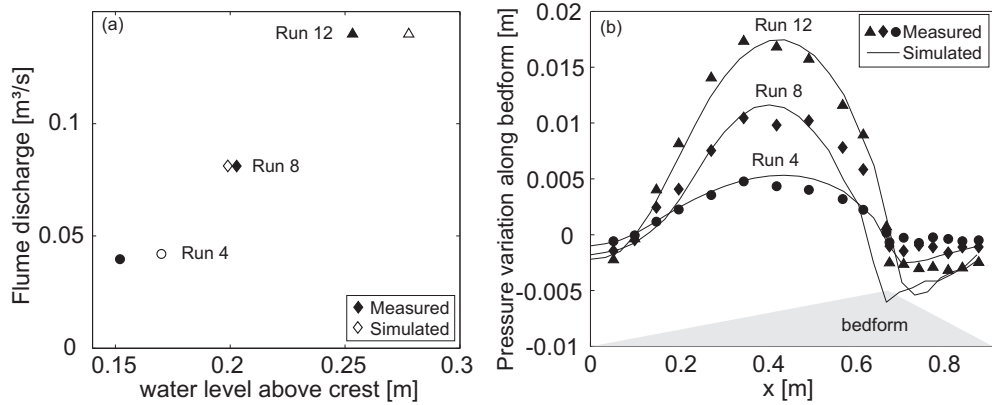 (a)
Run 12
Run 8
Run 4
Measured
Simulated
0.1
0.05
0
0.15
0.2
0.25
0.3
Flume discharge [m³/s]
water level above crest [m]
(b)
Run 12
Run 8
Run 4
Measured
Simulated
bedform
0.02
0.015
0.010
0.005
0
-0.005
-0.01
0
0.2
0.4
0.6
0.8
Pressure variation along bedform [m]
x [m]